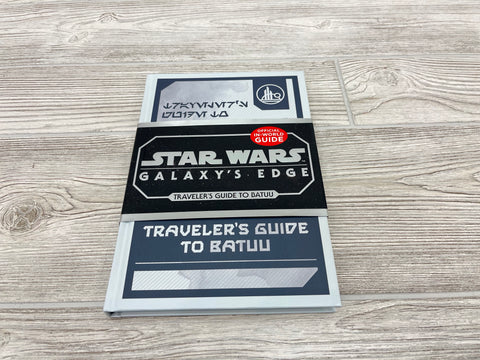 OFFICIAL
IN-WORLD
GUIDE
STAR WARS
GALAXY'S EDGE
TRAVELER'S GUIDE TO BATUU
TRAVELER'S GUIDE
TO BATUU